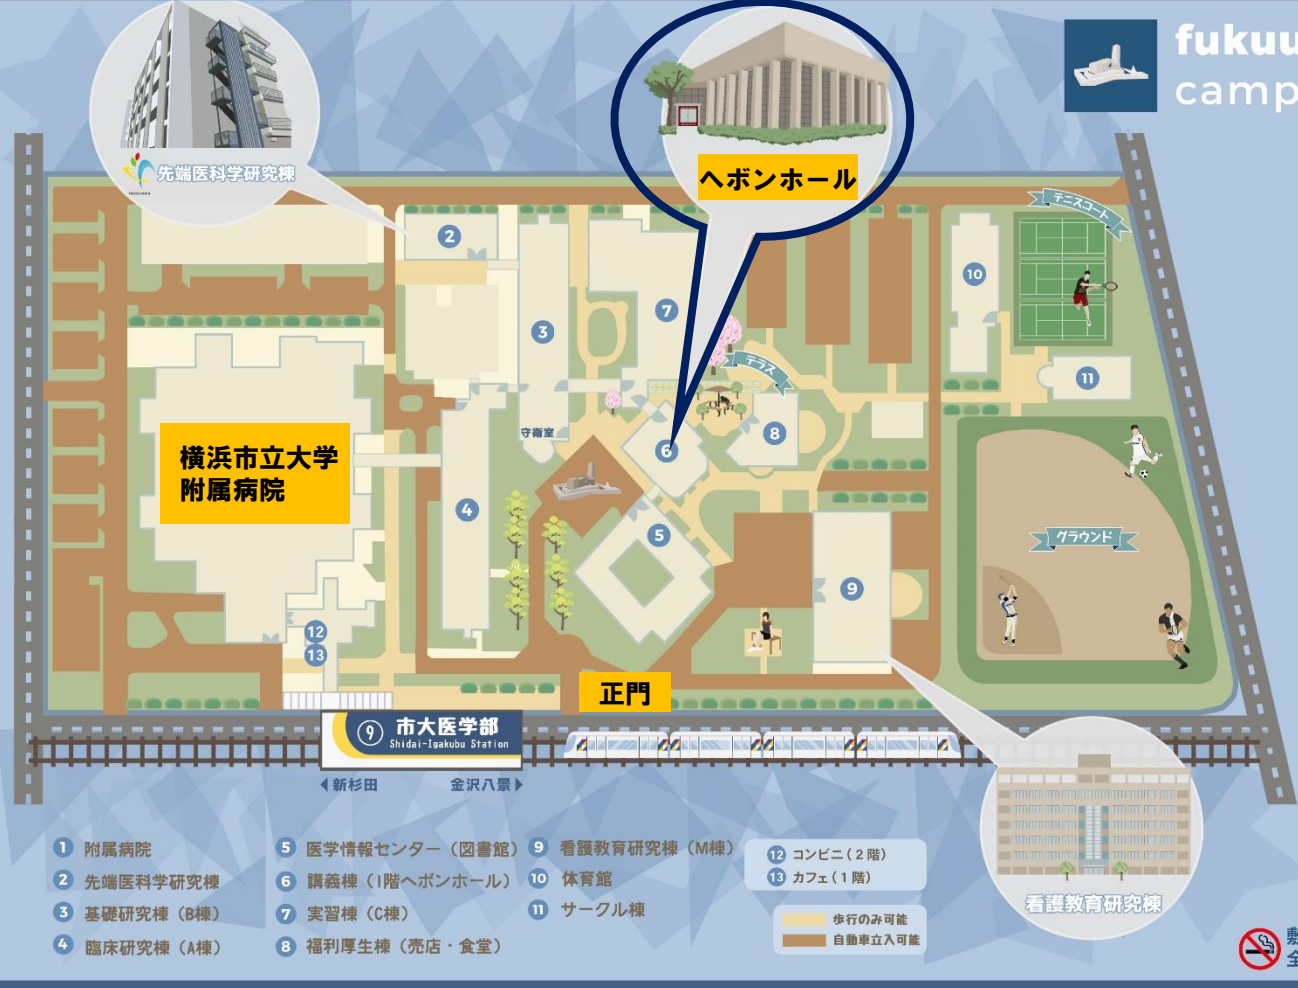 fukuu
camp
先端医科学研究棟
ヘボンホール
テニスコート
2
10
3
7
11
テラス
守衛室
6
8
横浜市立大学
附属病院
4
5
グラウンド
9
12
13
正門
9 市大医学部
Shidai-Igakubu Station
◀新杉田 金沢八景▶
1 附属病院
2 先端医科学研究棟
3 基礎研究棟（B棟）
4 臨床研究棟（A棟）
5 医学情報センター（図書館）
6 講義棟（1階ヘボンホール）
7 実習棟（C棟）
8 福利厚生棟（売店・食堂）
9 看護教育研究棟（M棟）
10 体育館
11 サークル棟
12 コンビニ（2階）
13 カフェ（1階）
歩行のみ可能
自動車立入可能
看護教育研究棟
敷
全